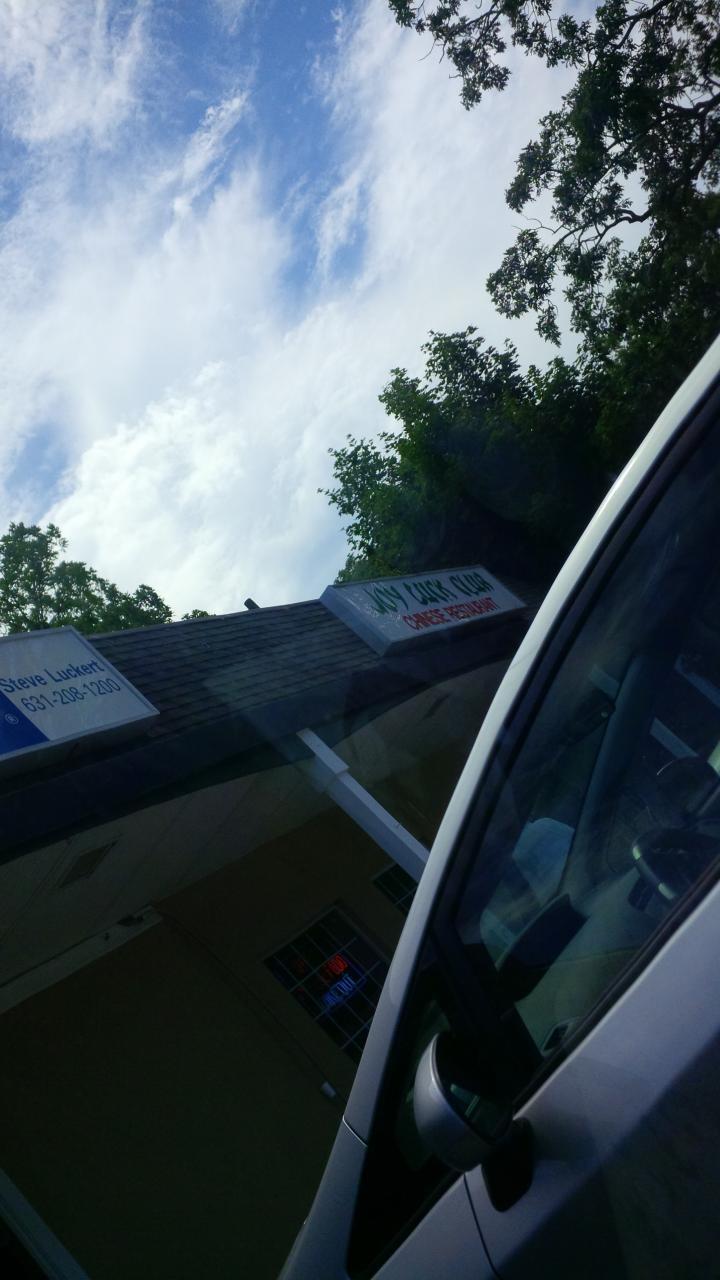 Steve Luckert
631-208-1200
®
JOY LUCK CLUB
CHINESE RESTAURANT